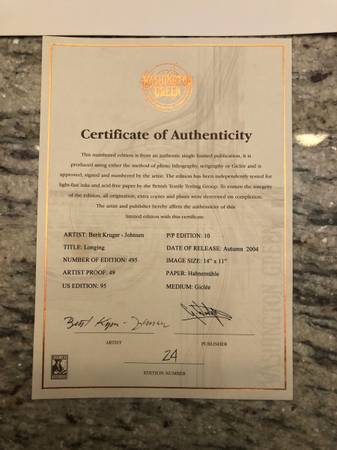 WASHINGTON
GREEN
Certificate of Authenticity
This numbered edition is from an authentic single limited publication, it is
produced using either the method of photo lithography, serigraphy or Giclée and is
approved, signed and numbered by the artist. The edition has been independently tested for
light-fast inks and acid-free paper by the British Textile Testing Group. To ensure the integrity
of the edition, all origination, extra copies and plates were destroyed on completion.
The artist and publisher hereby affirm the authenticity of this
limited edition with this certificate.
ARTIST: Berit Kruger - Johnsen
P/P EDITION: 10
TITLE: Longing
DATE OF RELEASE: Autumn 2004
NUMBER OF EDITION: 495
IMAGE SIZE: 14" x 11"
ARTIST PROOF: 49
PAPER: Hahnemühle
US EDITION: 95
MEDIUM: Giclée
ARTIST
PUBLISHER
24
EDITION NUMBER